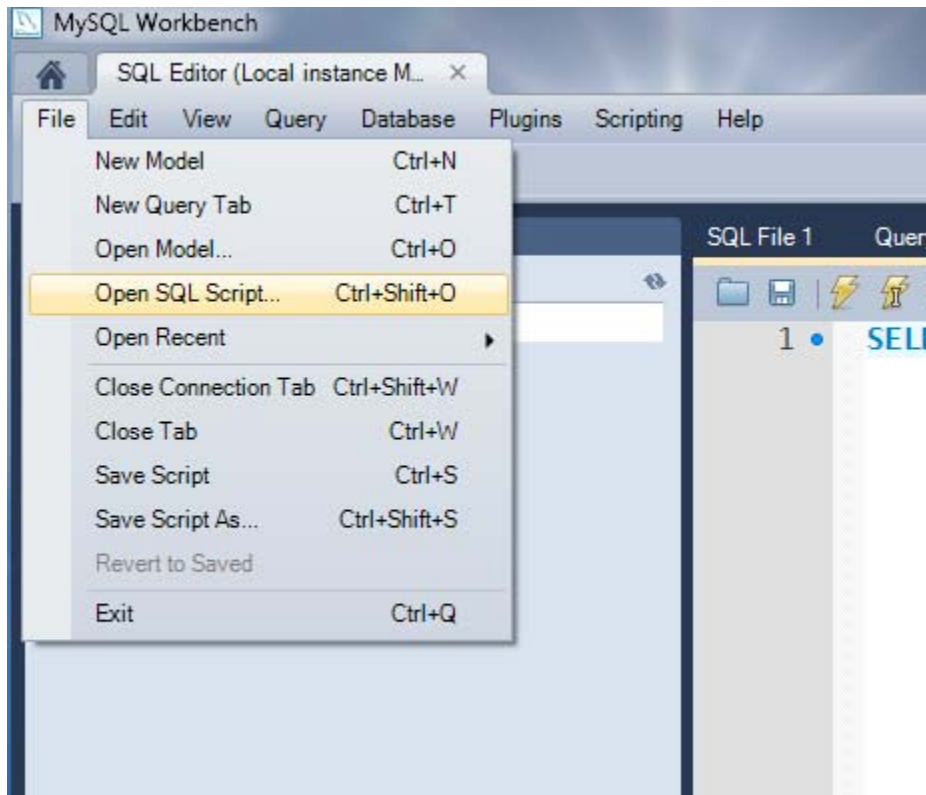 MySQL Workbench
SQL Editor (Local instance M...
File Edit View Query Database Plugins Scripting Help
New Model Ctrl+N
New Query Tab Ctrl+T
Open Model... Ctrl+O
Open SQL Script... Ctrl+Shift+O
Open Recent
Close Connection Tab Ctrl+Shift+W
Close Tab Ctrl+W
Save Script Ctrl+S
Save Script As... Ctrl+Shift+S
Revert to Saved
Exit Ctrl+Q
SQL File 1 Quer
1 SEL